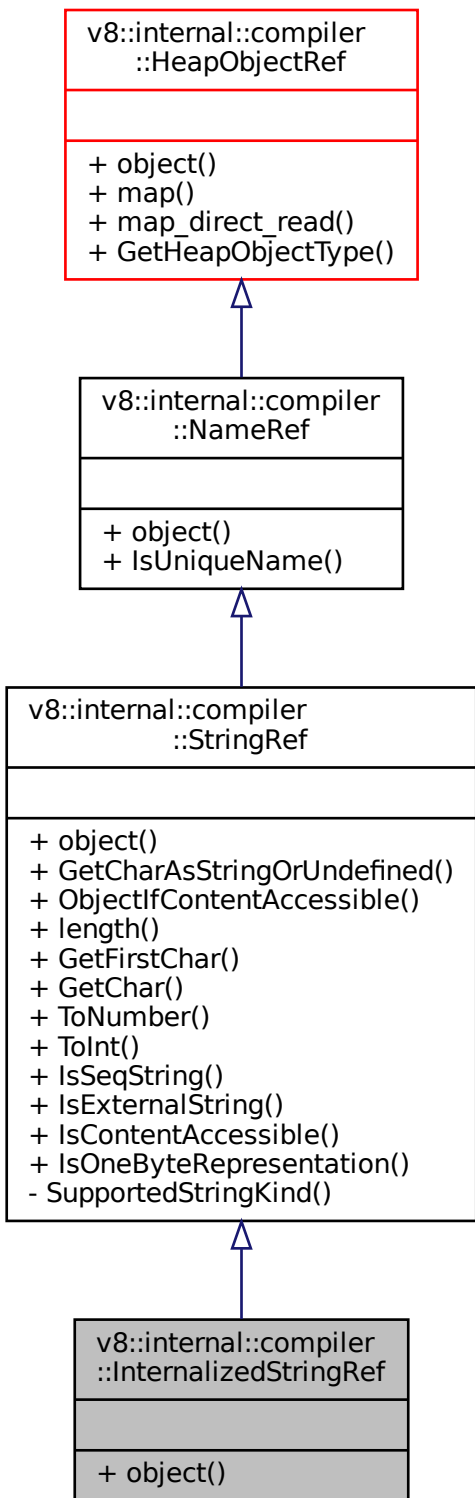 v8::internal::compiler
::HeapObjectRef
+ object()
+ map()
+ map_direct_read()
+ GetHeapObjectType()
v8::internal::compiler
::NameRef
+ object()
+ IsUniqueName()
v8::internal::compiler
::StringRef
+ object()
+ GetCharAsStringOrUndefined()
+ ObjectIfContentAccessible()
+ length()
+ GetFirstChar()
+ GetChar()
+ ToNumber()
+ ToInt()
+ IsSeqString()
+ IsExternalString()
+ IsContentAccessible()
+ IsOneByteRepresentation()
- SupportedStringKind()
v8::internal::compiler
::InternalizedStringRef
+ object()